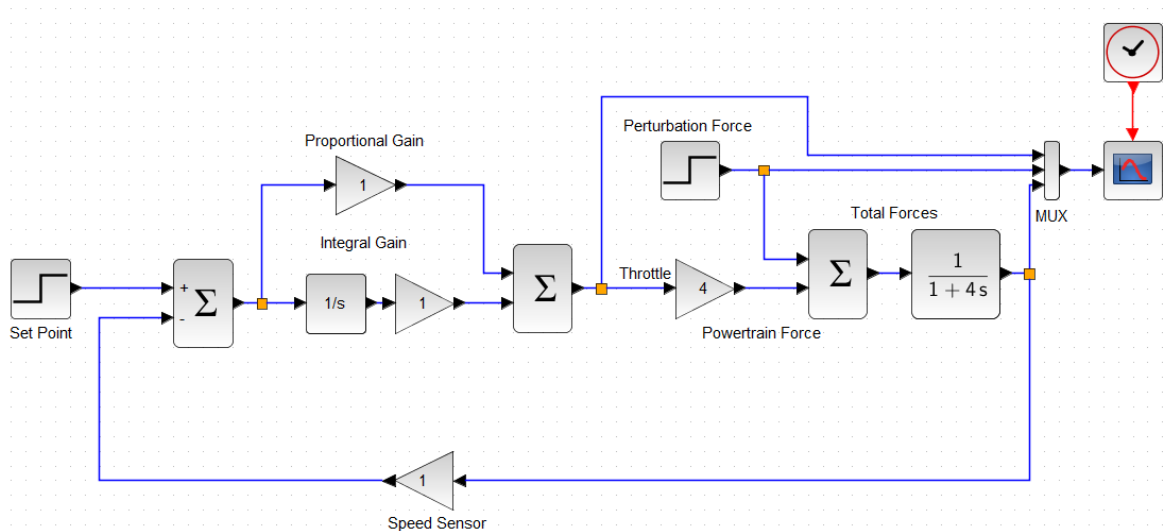 Perturbation Force
Proportional Gain
1
Total Forces
MUX
Integral Gain
+
-
Σ
1/s
1
Σ
Throttle
4
Σ
1
1 + 4 s
Set Point
Powertrain Force
1
Speed Sensor